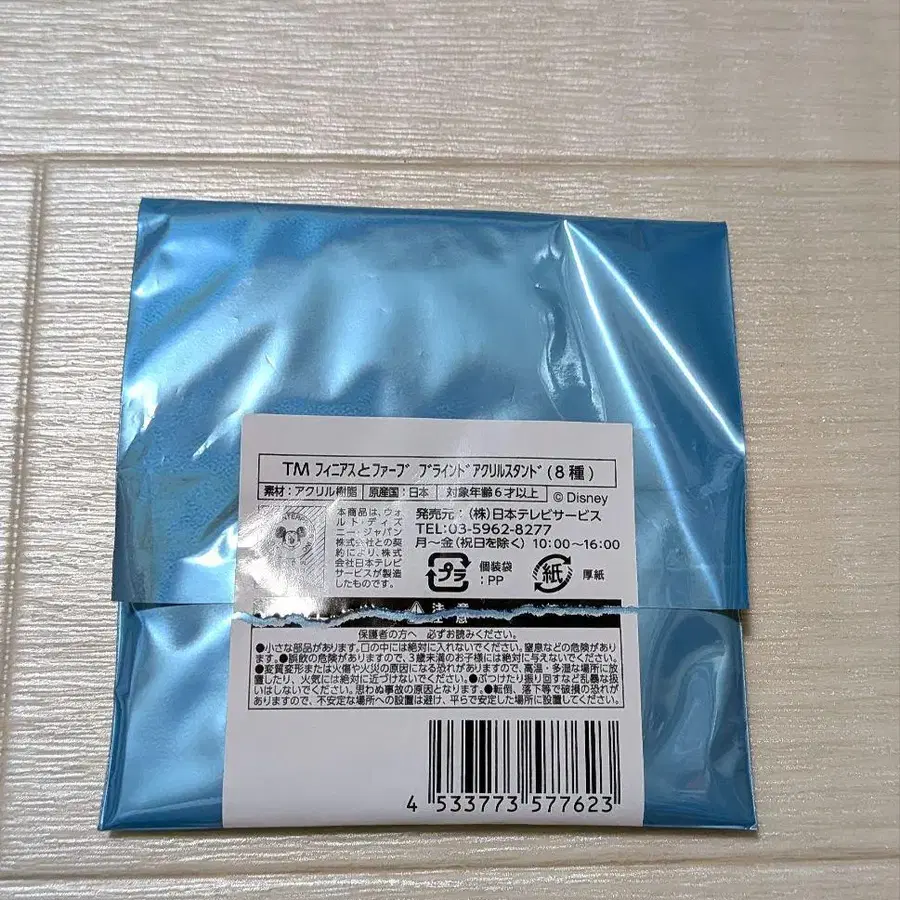 TM フィニアスとファーブ ブラインドアクリルスタンド(8種)
素材:アクリル樹脂 原産国:日本 対象年齢6才以上 ©Disney
本商品は、ウォ
ルト・ディズ
ニー・ジャパン
株式会社との契
約により、株式
会社日本テレビ
サービスが製造
したものです。
発売元:(株)日本テレビサービス
TEL:03-5962-8277
月~金(祝日を除く)10:00~16:00
プラ 個装袋
:PP
紙 厚紙
注意
保護者の方へ 必ずお読みください。
●小さな部品があります。口の中には絶対に入れないでください。窒息などの危険があり
ます。●誤飲の危険がありますので、3歳未満のお子様には絶対に与えないでください。
●変質変形または火傷や火災の原因になる恐れがありますので、高温・多湿な場所に放
置したり、火気には絶対に近づけないでください。●ぶつけたり振り回すなど乱暴な扱
いはしないでください。思わぬ事故の原因となります。●転倒、落下等で破損の恐れが
ありますので、不安定な場所への設置は避け、平らで安定した場所に設置してください。
4 533773 577623